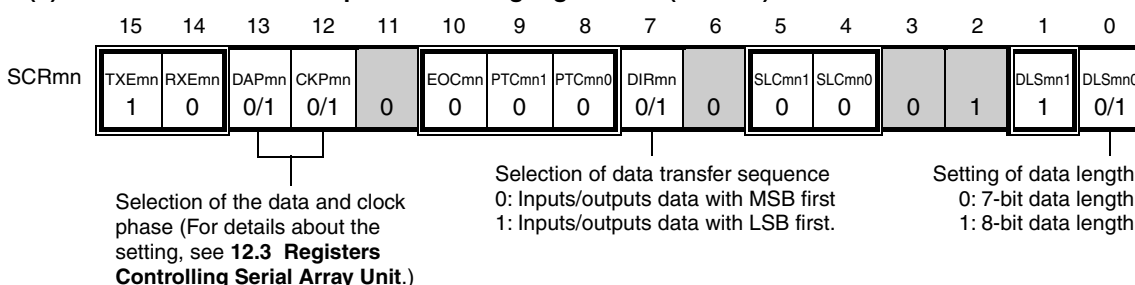 15 14 13 12 11 10 9 8 7 6 5 4 3 2 1 0
SCRmn
TXEmn RXEmn DAPmn CKPmn EOCmn PTCmn1 PTCmn0 DIRmn SLCmn1 SLCmn0 DLSmn1 DLSmn0
1 0 0/1 0/1 0 0 0 0 0/1 0 0 0 0 1 1 0/1
Selection of the data and clock
phase (For details about the
setting, see 12.3 Registers
Controlling Serial Array Unit.)
Selection of data transfer sequence
0: Inputs/outputs data with MSB first
1: Inputs/outputs data with LSB first.
Setting of data length
0: 7-bit data length
1: 8-bit data length